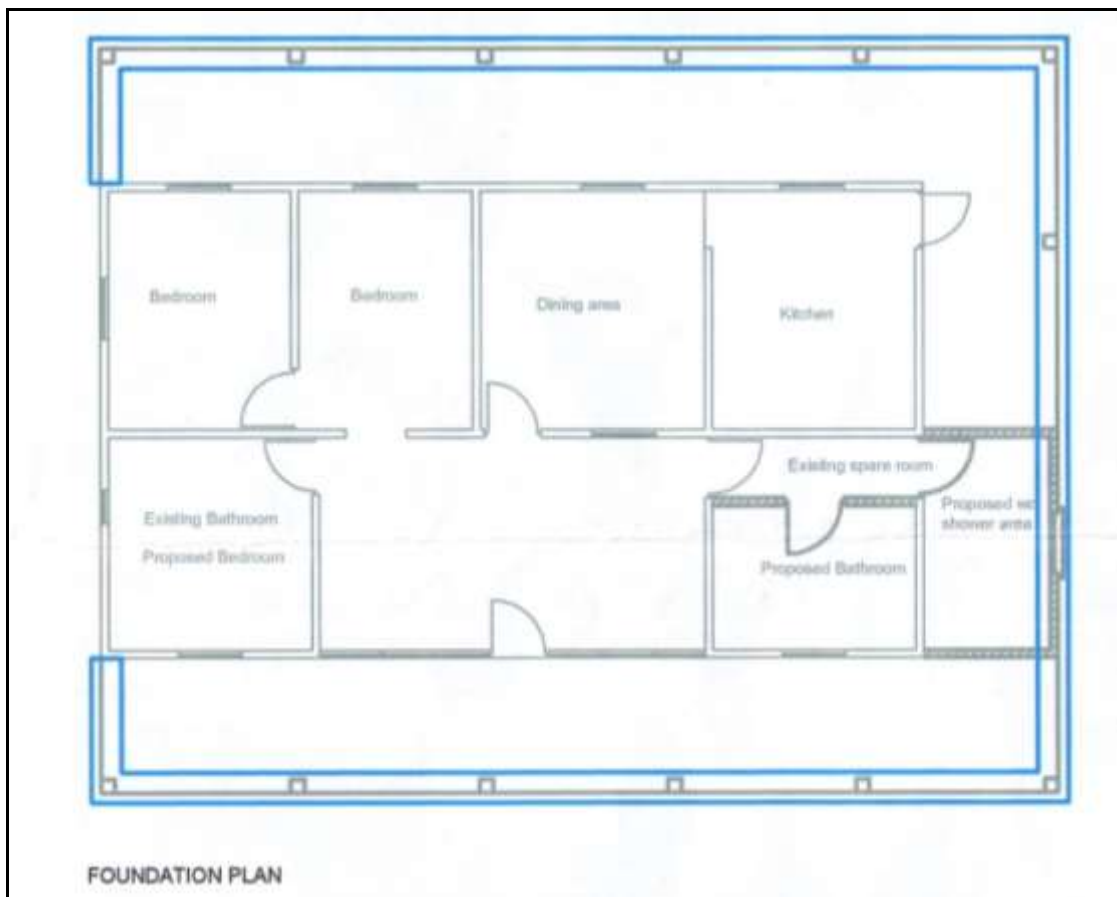 Bedroom
Bedroom
Dining area
Kitchen
Existing spare room
Existing Bathroom
Proposed Bedroom
Proposed wc
shower area
Proposed Bathroom
FOUNDATION PLAN